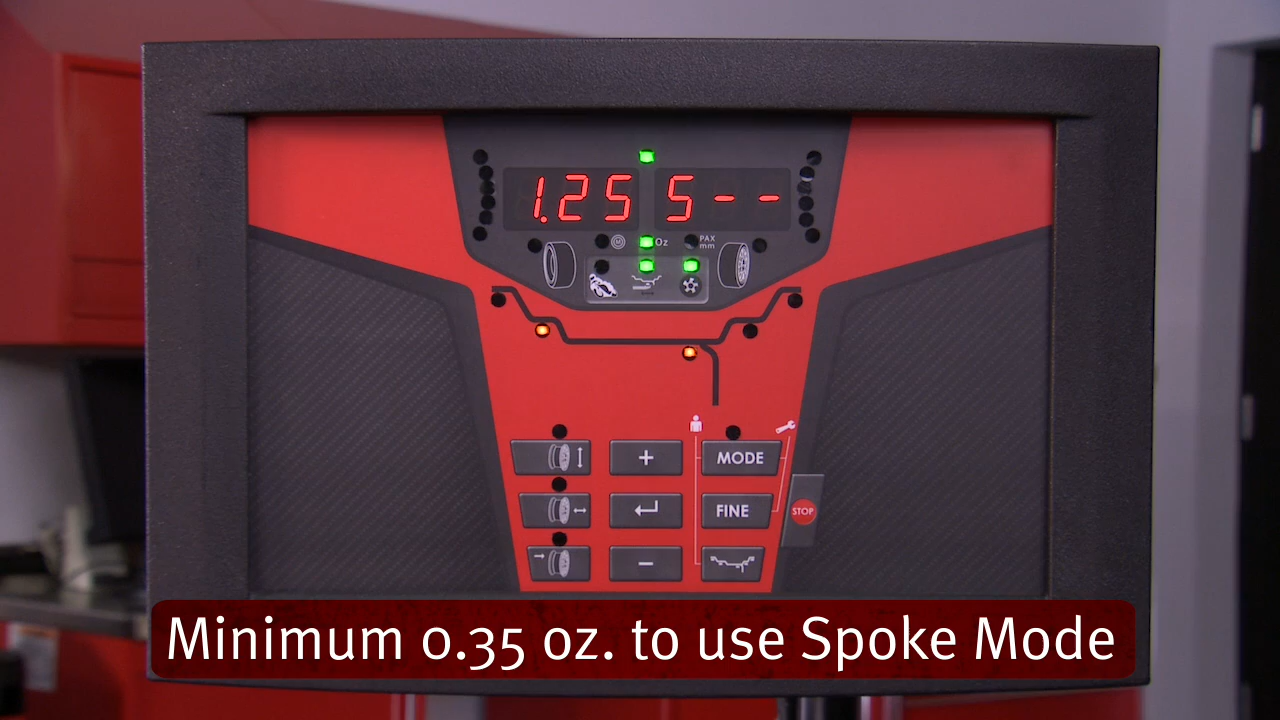 1.25 5--
Oz
PAX
mm
MODE
FINE
STOP
Minimum 0.35 oz. to use Spoke Mode